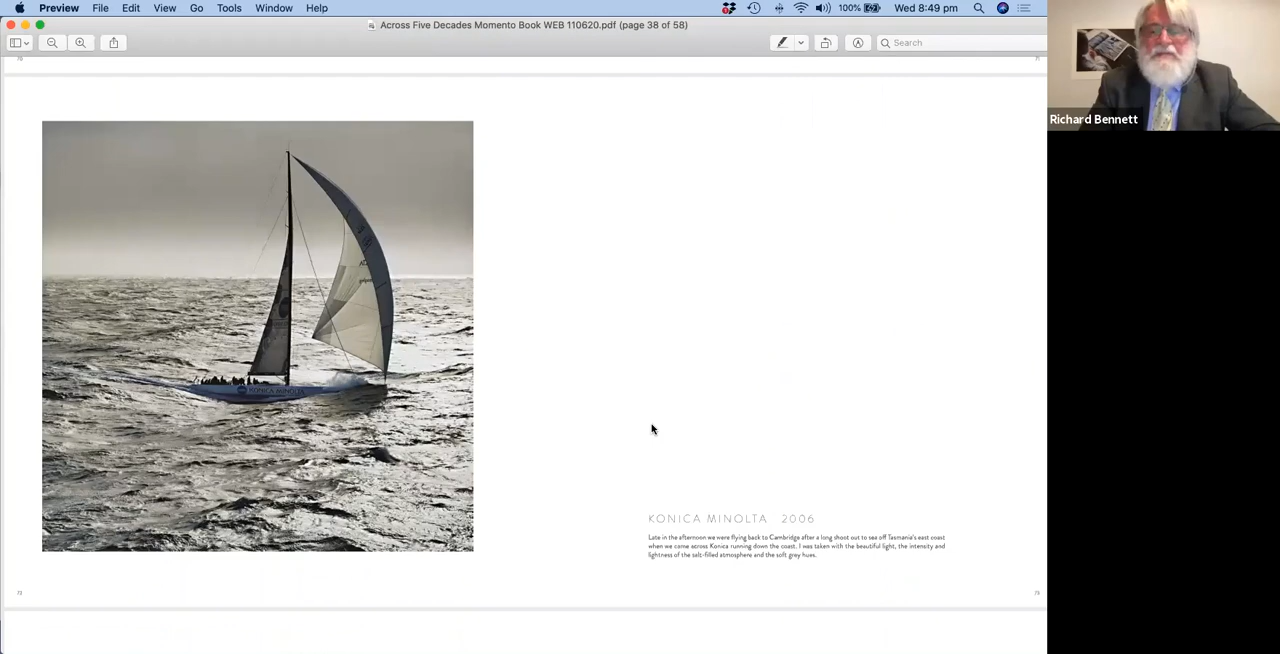 Preview File Edit View Go Tools Window Help 100% Wed 8:49 pm
Across Five Decades Momento Book WEB 110620.pdf (page 38 of 58)
Search
Richard Bennett
KONICA MINOLTA
KONICA MINOLTA 2006
Late in the afternoon we were flying back to Cambridge after a long shoot out to see off Tasmania's east coast
when we came across Konica running down the coast. I was taken with the beautiful light, the intensity and
lightness of the salt-filled atmosphere and the soft grey hues.